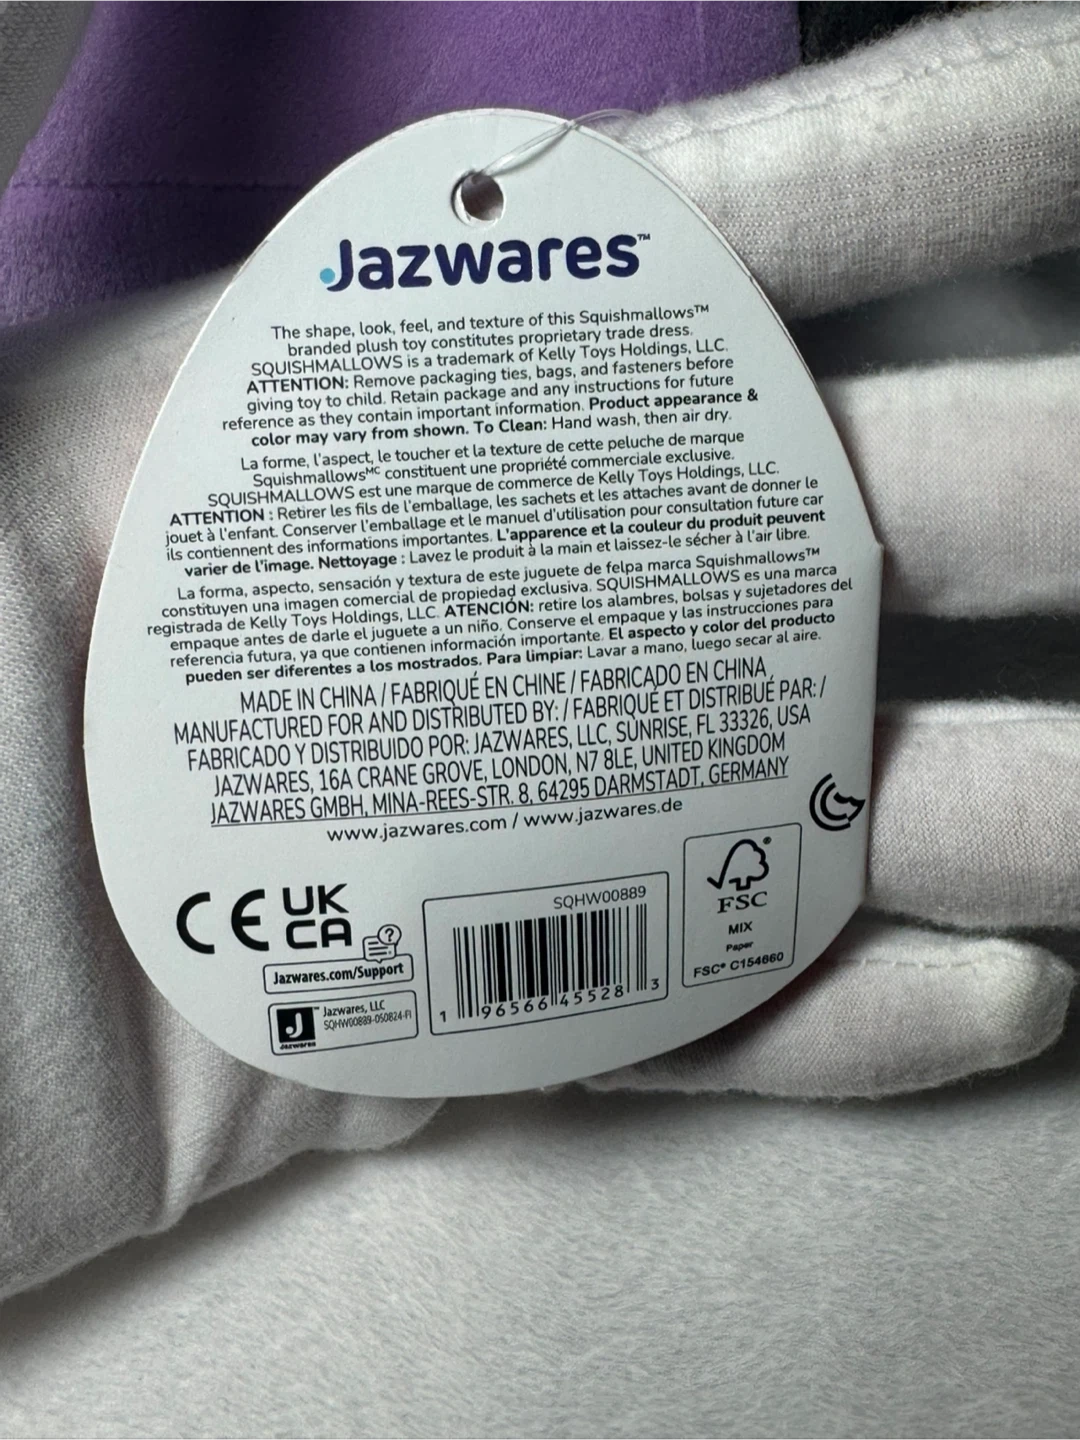 Jazwares™
The shape, look, feel, and texture of this Squishmallows™
branded plush toy constitutes proprietary trade dress.
SQUISHMALLOWS is a trademark of Kelly Toys Holdings, LLC.
ATTENTION: Remove packaging ties, bags, and fasteners before
giving toy to child. Retain package and any instructions for future
reference as they contain important information. Product appearance &
color may vary from shown. To Clean: Hand wash, then air dry.
La forme, l'aspect, le toucher et la texture de cette peluche de marque
Squishmallowsᴹᶜ constituent une propriété commerciale exclusive.
SQUISHMALLOWS est une marque de commerce de Kelly Toys Holdings, LLC.
ATTENTION : Retirer les fils de l'emballage, les sachets et les attaches avant de donner le
jouet à l'enfant. Conserver l'emballage et le manuel d'utilisation pour consultation future car
ils contiennent des informations importantes. L'apparence et la couleur du produit peuvent
varier de l'image. Nettoyage : Lavez le produit à la main et laissez-le sécher à l'air libre.
La forma, aspecto, sensación y textura de este juguete de felpa marca Squishmallows™
constituyen una imagen comercial de propiedad exclusiva. SQUISHMALLOWS es una marca
registrada de Kelly Toys Holdings, LLC. ATENCIÓN: retire los alambres, bolsas y sujetadores del
empaque antes de darle el juguete a un niño. Conserve el empaque y las instrucciones para
referencia futura, ya que contienen información importante. El aspecto y color del producto
pueden ser diferentes a los mostrados. Para limpiar: Lavar a mano, luego secar al aire.
MADE IN CHINA / FABRIQUÉ EN CHINE / FABRICADO EN CHINA
MANUFACTURED FOR AND DISTRIBUTED BY: / FABRIQUÉ ET DISTRIBUÉ PAR: /
FABRICADO Y DISTRIBUIDO POR: JAZWARES, LLC, SUNRISE, FL 33326, USA
JAZWARES, 16A CRANE GROVE, LONDON, N7 8LE, UNITED KINGDOM
JAZWARES GMBH, MINA-REES-STR. 8, 64295 DARMSTADT, GERMANY
www.jazwares.com / www.jazwares.de
CE
UK
CA
?
Jazwares.com/Support
J™
Jazwares
Jazwares, LLC
SQHW00889-050824-FI
SQHW00889
1 96566 45528 3
FSC®
MIX
Paper
FSC® C154660